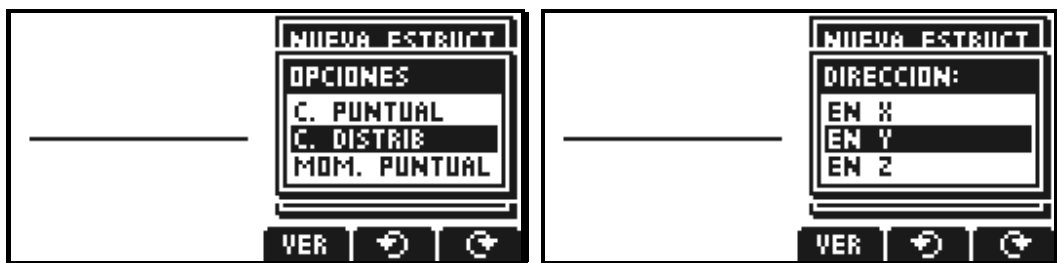 NUEVA ESTRUCT
OPCIONES
C. PUNTUAL
C. DISTRIB
MOM. PUNTUAL
VER
NUEVA ESTRUCT
DIRECCION:
EN X
EN Y
EN Z
VER